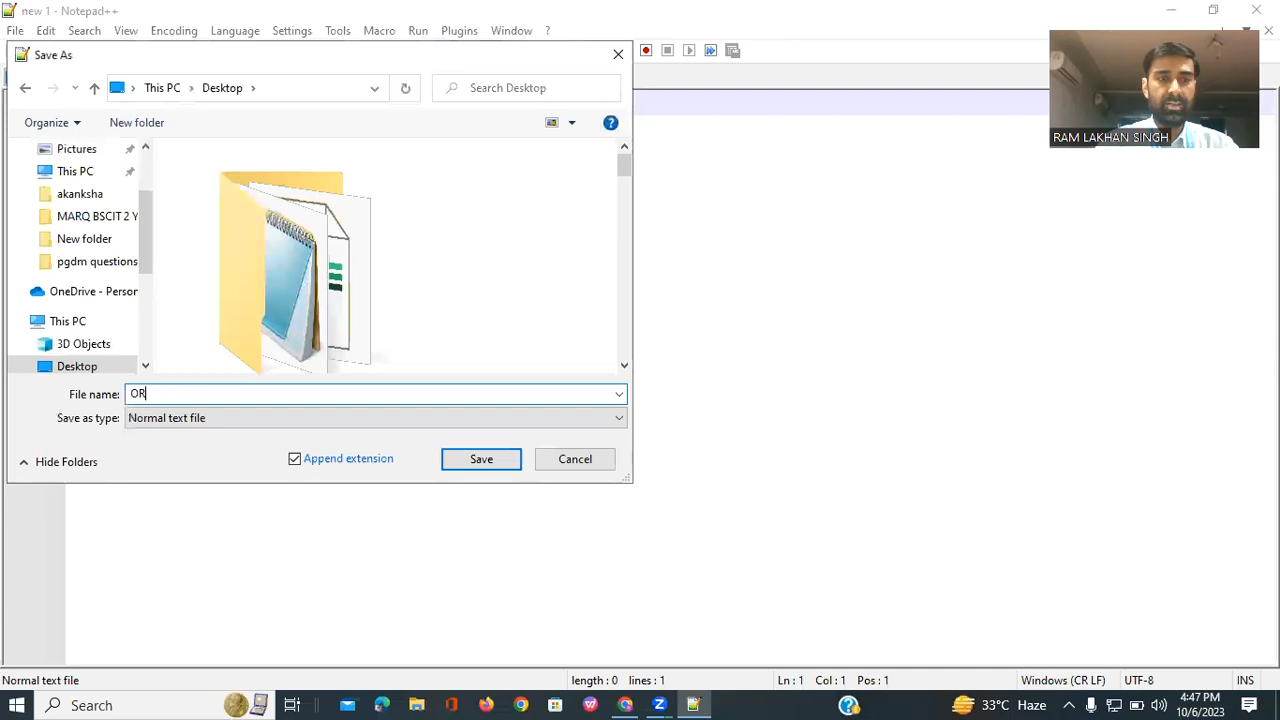 new 1 - Notepad++
File Edit Search View Encoding Language Settings Tools Macro Run Plugins Window ?
Save As
This PC Desktop
Search Desktop
Organize New folder
Pictures
This PC
akanksha
MARQ BSCIT 2 Y
New folder
pgdm questions
OneDrive - Person
This PC
3D Objects
Desktop
File name: OR
Save as type: Normal text file
Hide Folders
Append extension
Save
Cancel
RAM LAKHAN SINGH
Normal text file length : 0 lines : 1 Ln : 1 Col : 1 Pos : 1 Windows (CR LF) UTF-8 INS
Search
33°C Haze
4:47 PM
10/6/2023